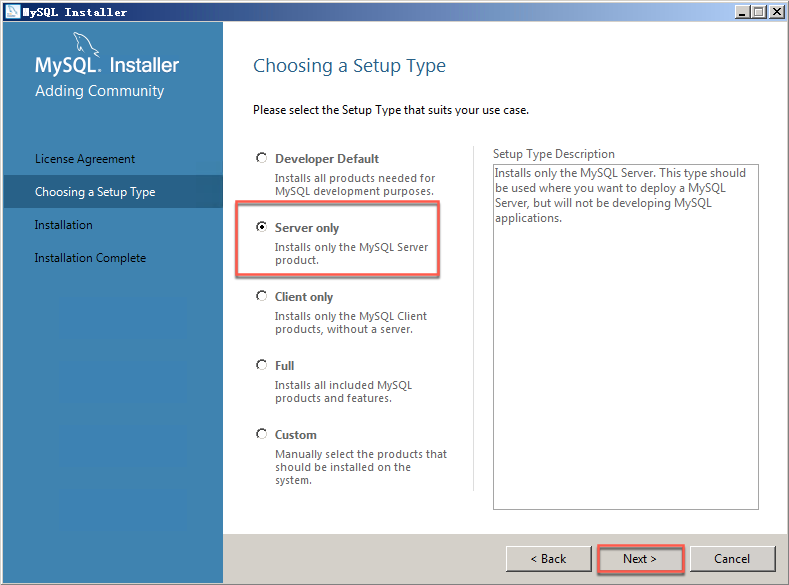 MySQL Installer
MySQL. Installer
Adding Community
License Agreement
Choosing a Setup Type
Installation
Installation Complete
Choosing a Setup Type
Please select the Setup Type that suits your use case.
Developer Default
Installs all products needed for
MySQL development purposes.
Server only
Installs only the MySQL Server
product.
Client only
Installs only the MySQL Client
products, without a server.
Full
Installs all included MySQL
products and features.
Custom
Manually select the products that
should be installed on the
system.
Setup Type Description
Installs only the MySQL Server. This type should
be used where you want to deploy a MySQL
Server, but will not be developing MySQL
applications.
< Back
Next >
Cancel